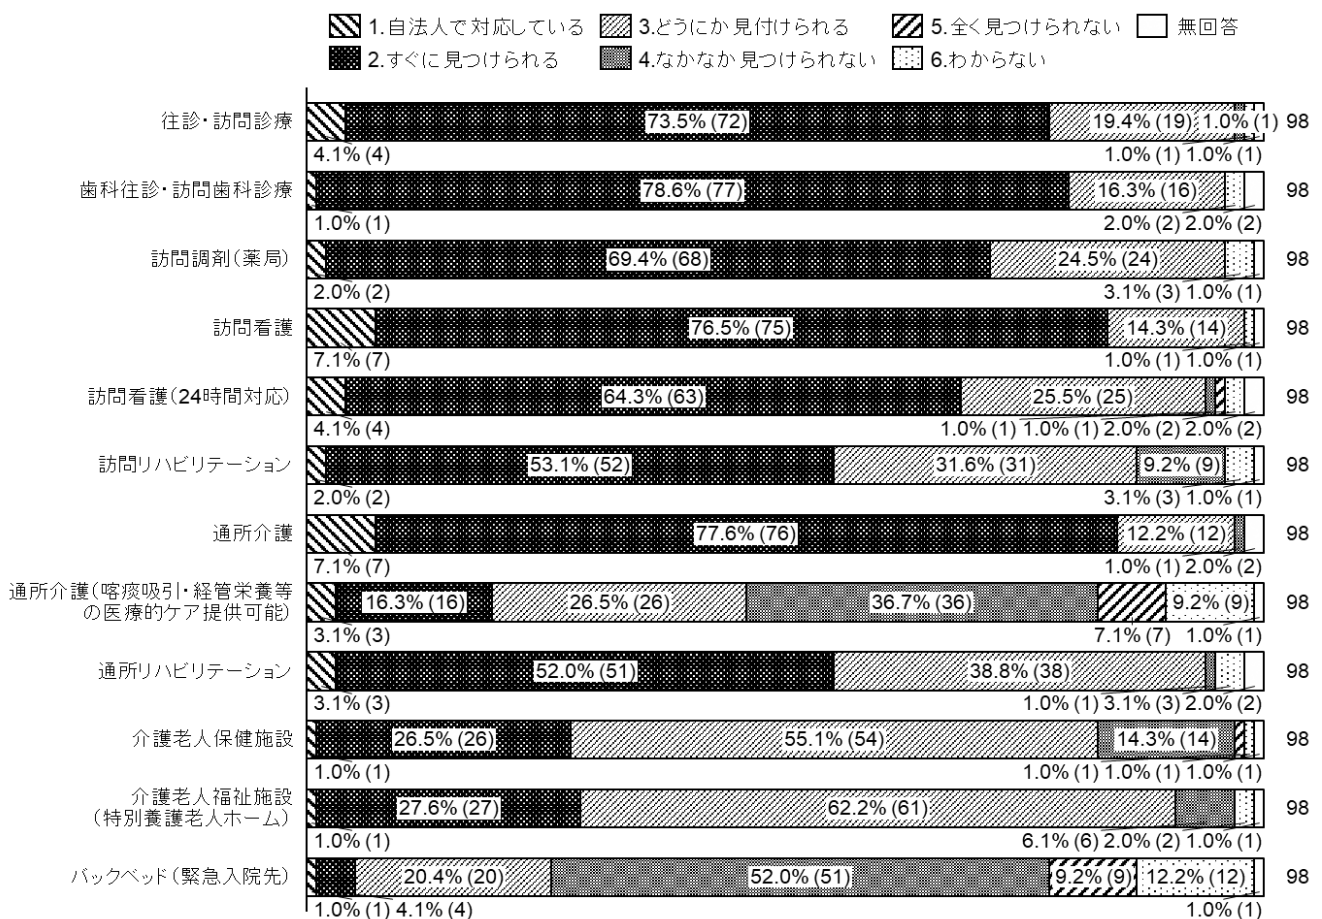 1.自法人で対応している 3.どうにか見付けられる 5.全く見つけられない 無回答
2.すぐに見つけられる 4.なかなか見つけられない 6.わからない
往診・訪問診療 73.5% (72) 19.4% (19) 1.0% (1) 98
4.1% (4) 1.0% (1) 1.0% (1)
歯科往診・訪問歯科診療 78.6% (77) 16.3% (16) 98
1.0% (1) 2.0% (2) 2.0% (2)
訪問調剤(薬局) 69.4% (68) 24.5% (24) 98
2.0% (2) 3.1% (3) 1.0% (1)
訪問看護 76.5% (75) 14.3% (14) 98
7.1% (7) 1.0% (1) 1.0% (1)
訪問看護(24時間対応) 64.3% (63) 25.5% (25) 98
4.1% (4) 1.0% (1) 1.0% (1) 2.0% (2) 2.0% (2)
訪問リハビリテーション 53.1% (52) 31.6% (31) 9.2% (9) 98
2.0% (2) 3.1% (3) 1.0% (1)
通所介護 77.6% (76) 12.2% (12) 98
7.1% (7) 1.0% (1) 2.0% (2)
通所介護(喀痰吸引・経管栄養等
の医療的ケア提供可能) 16.3% (16) 26.5% (26) 36.7% (36) 9.2% (9) 98
3.1% (3) 7.1% (7) 1.0% (1)
通所リハビリテーション 52.0% (51) 38.8% (38) 98
3.1% (3) 1.0% (1) 3.1% (3) 2.0% (2)
介護老人保健施設 26.5% (26) 55.1% (54) 14.3% (14) 98
1.0% (1) 1.0% (1) 1.0% (1) 1.0% (1)
介護老人福祉施設
(特別養護老人ホーム) 27.6% (27) 62.2% (61) 98
1.0% (1) 6.1% (6) 2.0% (2) 1.0% (1)
バックベッド(緊急入院先) 20.4% (20) 52.0% (51) 9.2% (9) 12.2% (12) 98
1.0% (1) 4.1% (4) 1.0% (1)